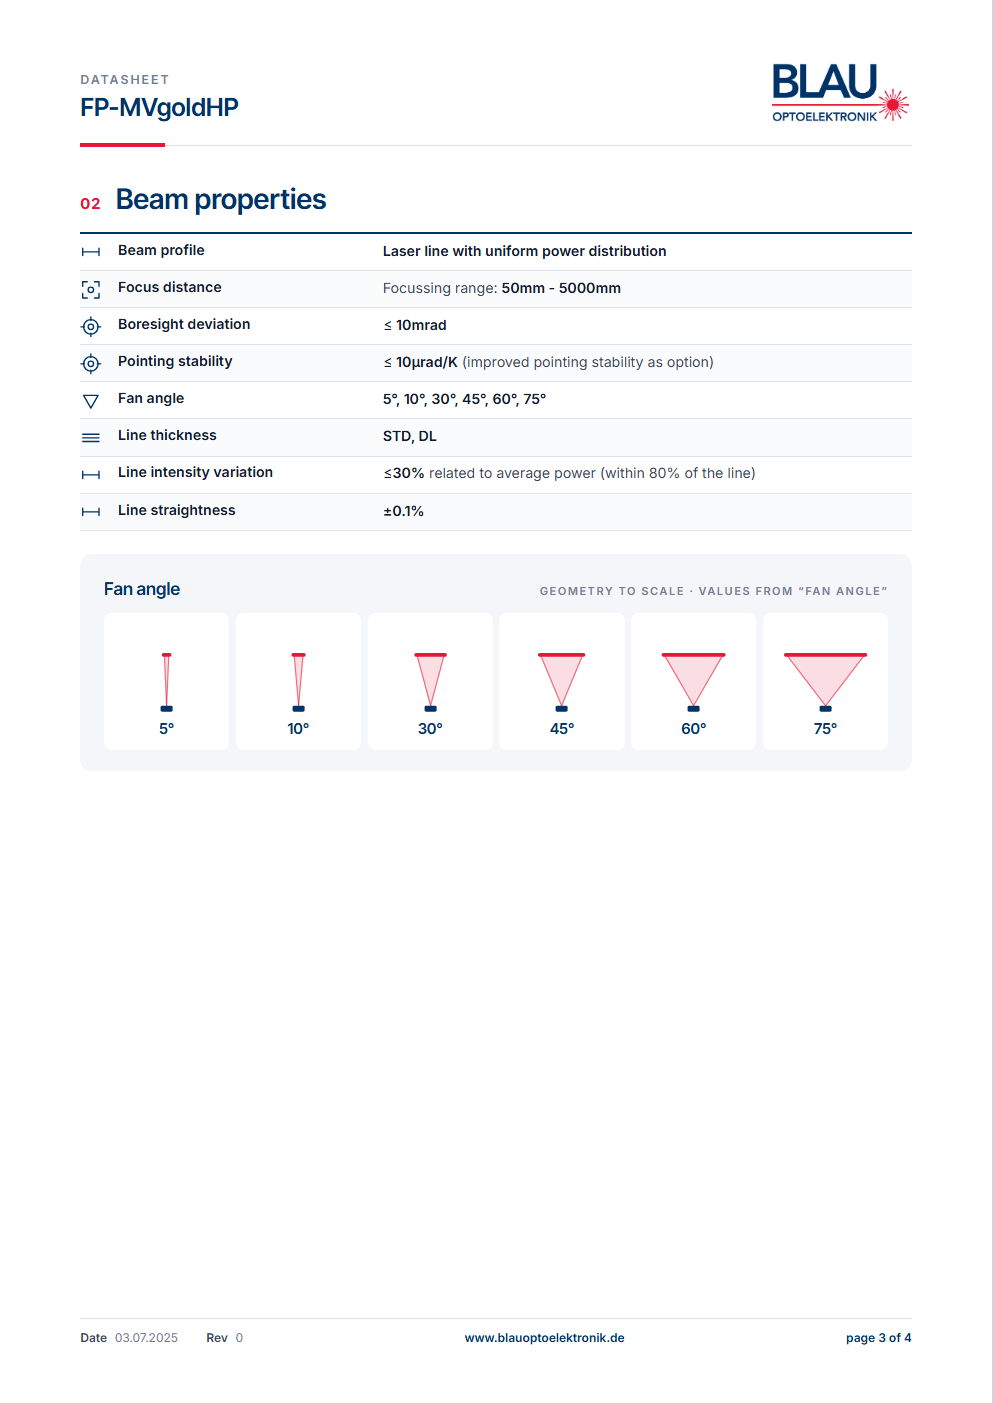 DATASHEET
FP-MVgoldHP
BLAU
OPTOELEKTRONIK
02 Beam properties
Beam profile Laser line with uniform power distribution
Focus distance Focussing range: 50mm - 5000mm
Boresight deviation ≤ 10mrad
Pointing stability ≤ 10µrad/K (improved pointing stability as option)
Fan angle 5°, 10°, 30°, 45°, 60°, 75°
Line thickness STD, DL
Line intensity variation ≤30% related to average power (within 80% of the line)
Line straightness ±0.1%
Fan angle GEOMETRY TO SCALE · VALUES FROM “FAN ANGLE”
5° 10° 30° 45° 60° 75°
Date 03.07.2025 Rev 0 www.blauoptoelektronik.de page 3 of 4